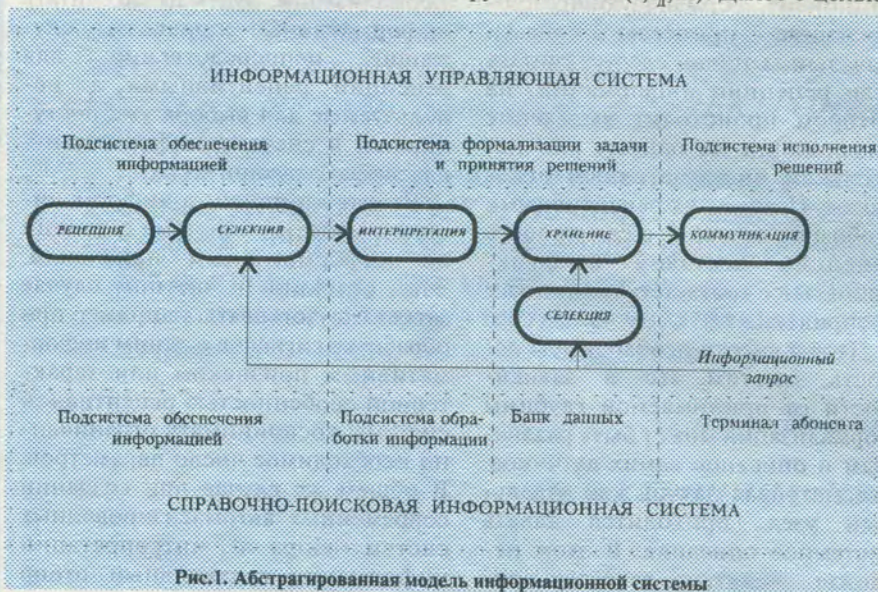 ИНФОРМАЦИОННАЯ УПРАВЛЯЮЩАЯ СИСТЕМА
Подсистема обеспечения
информацией
Подсистема формализации задачи
и принятия решений
Подсистема исполнения
решений
РЕЦЕПЦИЯ
СЕЛЕКЦИЯ
ИНТЕРПРЕТАЦИЯ
ХРАНЕНИЕ
КОММУНИКАЦИЯ
СЕЛЕКЦИЯ
Информационный
запрос
Подсистема обеспечения
информацией
Подсистема обра-
ботки информации
Банк данных
Терминал абонента
СПРАВОЧНО-ПОИСКОВАЯ ИНФОРМАЦИОННАЯ СИСТЕМА
Рис.1. Абстрагированная модель информационной системы